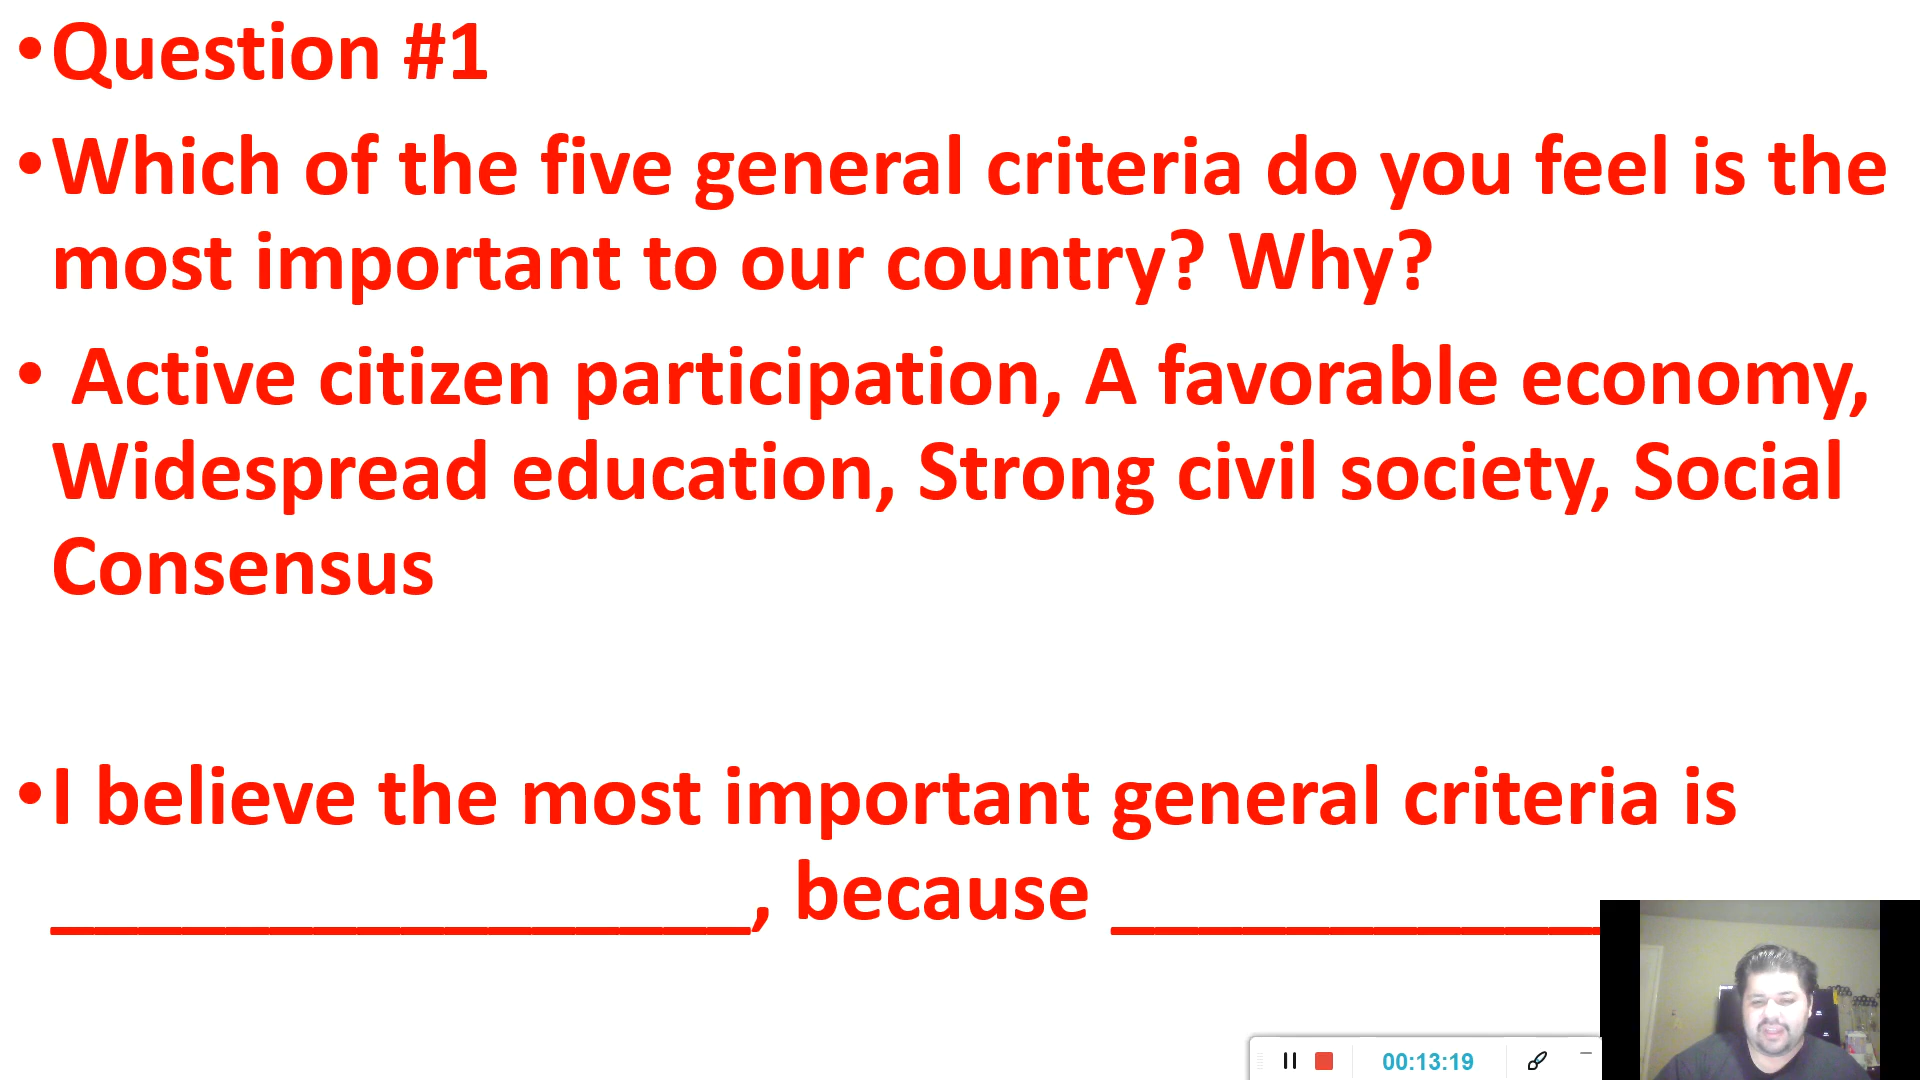 •Question #1
•Which of the five general criteria do you feel is the
most important to our country? Why?
• Active citizen participation, A favorable economy,
Widespread education, Strong civil society, Social
Consensus
•I believe the most important general criteria is
________________, because ___________
00:13:19